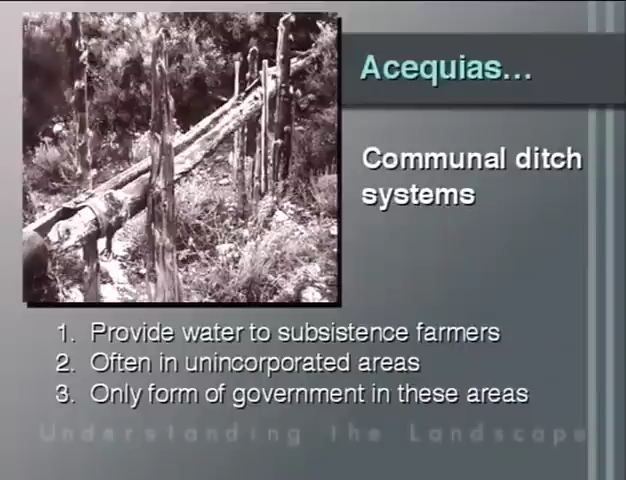 Acequias...
Communal ditch
systems
1. Provide water to subsistence farmers
2. Often in unincorporated areas
3. Only form of government in these areas
Understanding the Landscape